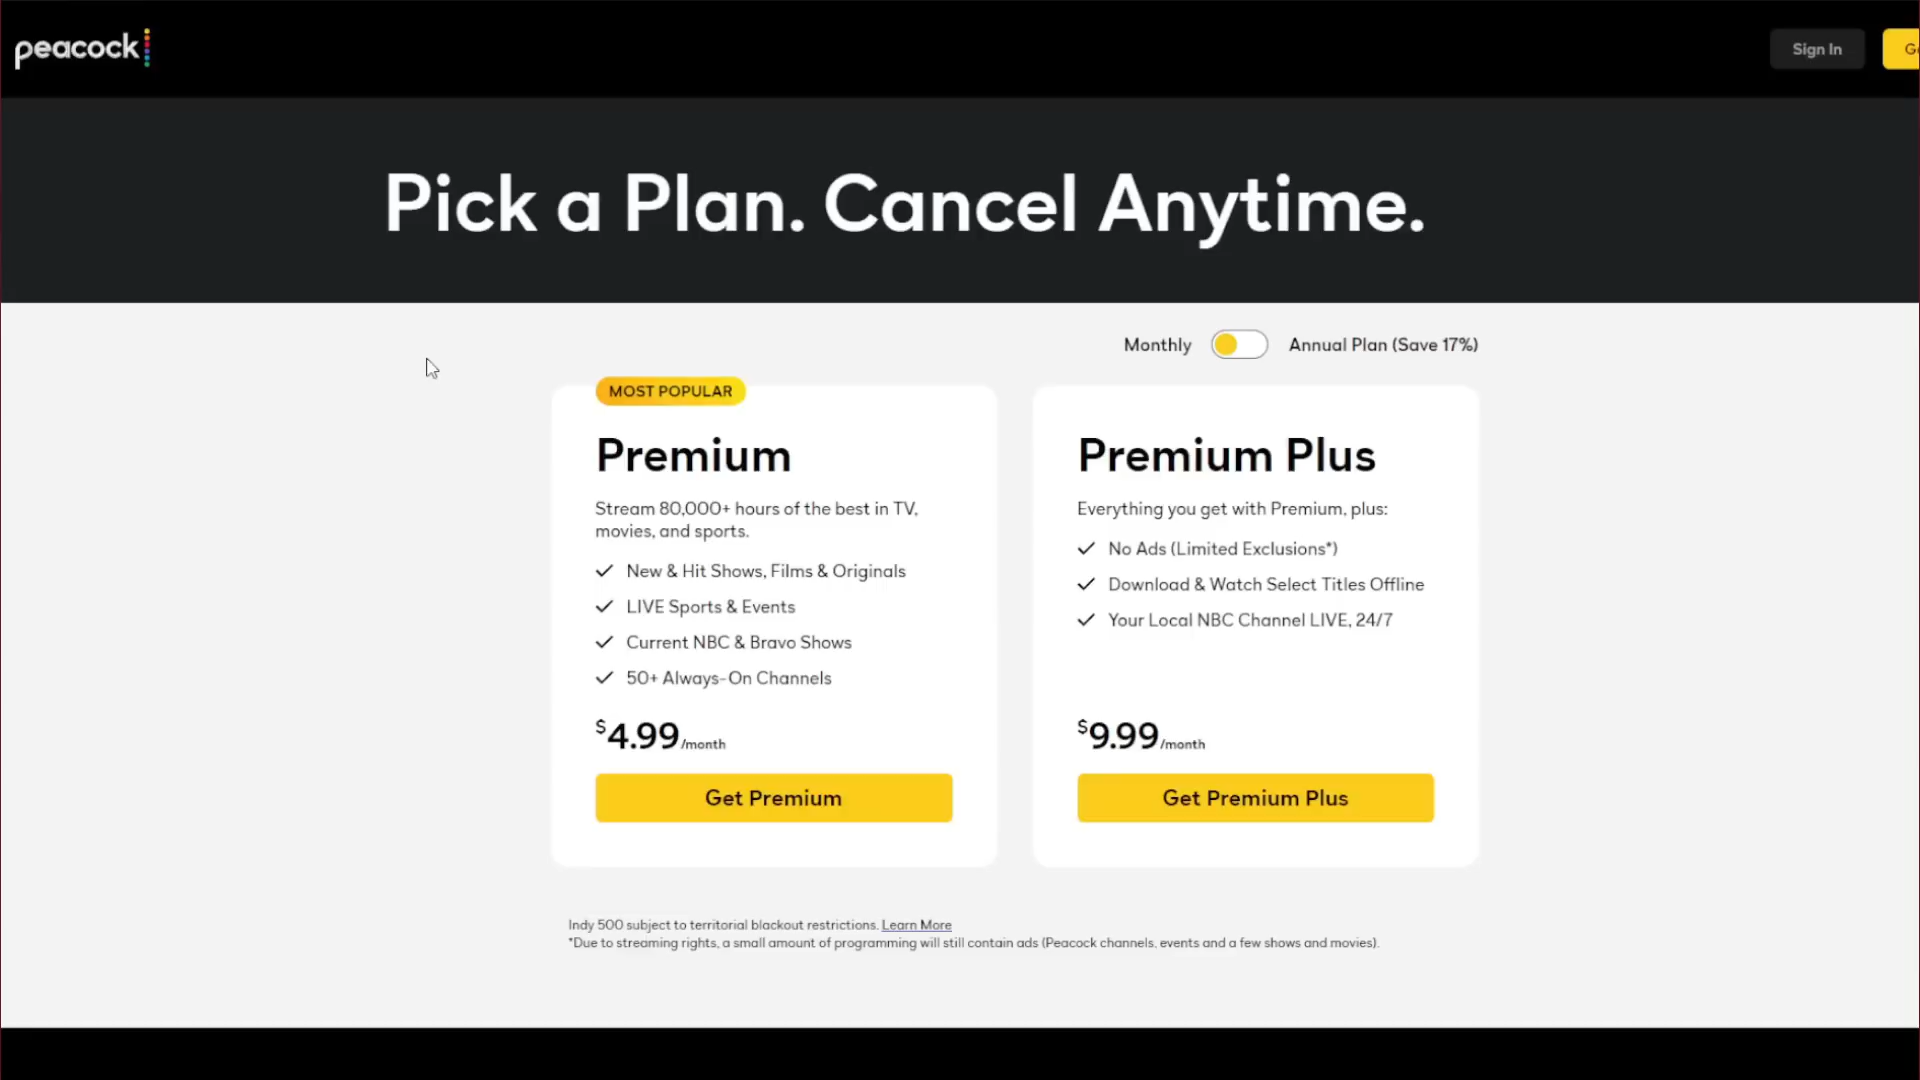 peacock
Sign In
Pick a Plan. Cancel Anytime.
Monthly
Annual Plan (Save 17%)
MOST POPULAR
Premium
Stream 80,000+ hours of the best in TV,
movies, and sports.
New & Hit Shows, Films & Originals
LIVE Sports & Events
Current NBC & Bravo Shows
50+ Always-On Channels
$4.99/month
Get Premium
Premium Plus
Everything you get with Premium, plus:
No Ads (Limited Exclusions*)
Download & Watch Select Titles Offline
Your Local NBC Channel LIVE, 24/7
$9.99/month
Get Premium Plus
Indy 500 subject to territorial blackout restrictions. Learn More
*Due to streaming rights, a small amount of programming will still contain ads (Peacock channels, events and a few shows and movies).